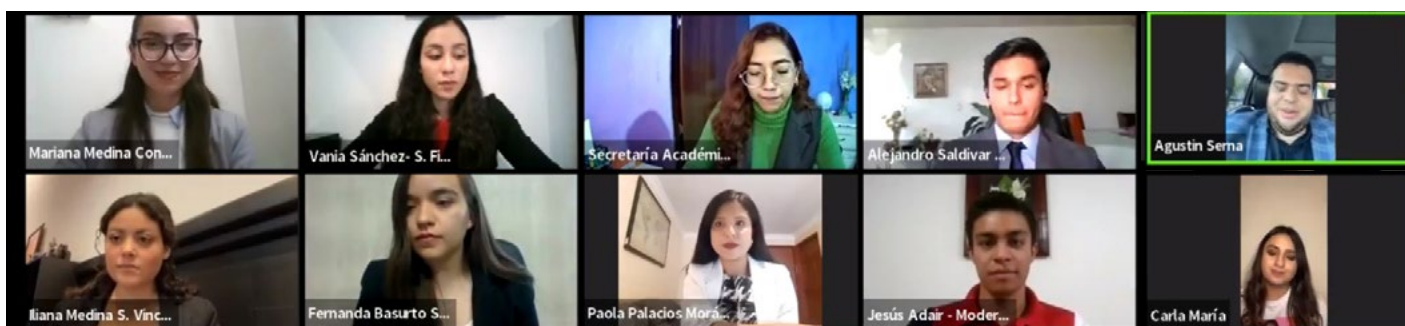 Mariana Medina Con...
Vania Sánchez- S. Fl...
Secretaría Académi...
Alejandro Saldivar ...
Agustin Serna
Iliana Medina S. Vinc...
Fernanda Basurto S...
Paola Palacios Mora...
Jesús Adair - Moder...
Carla María